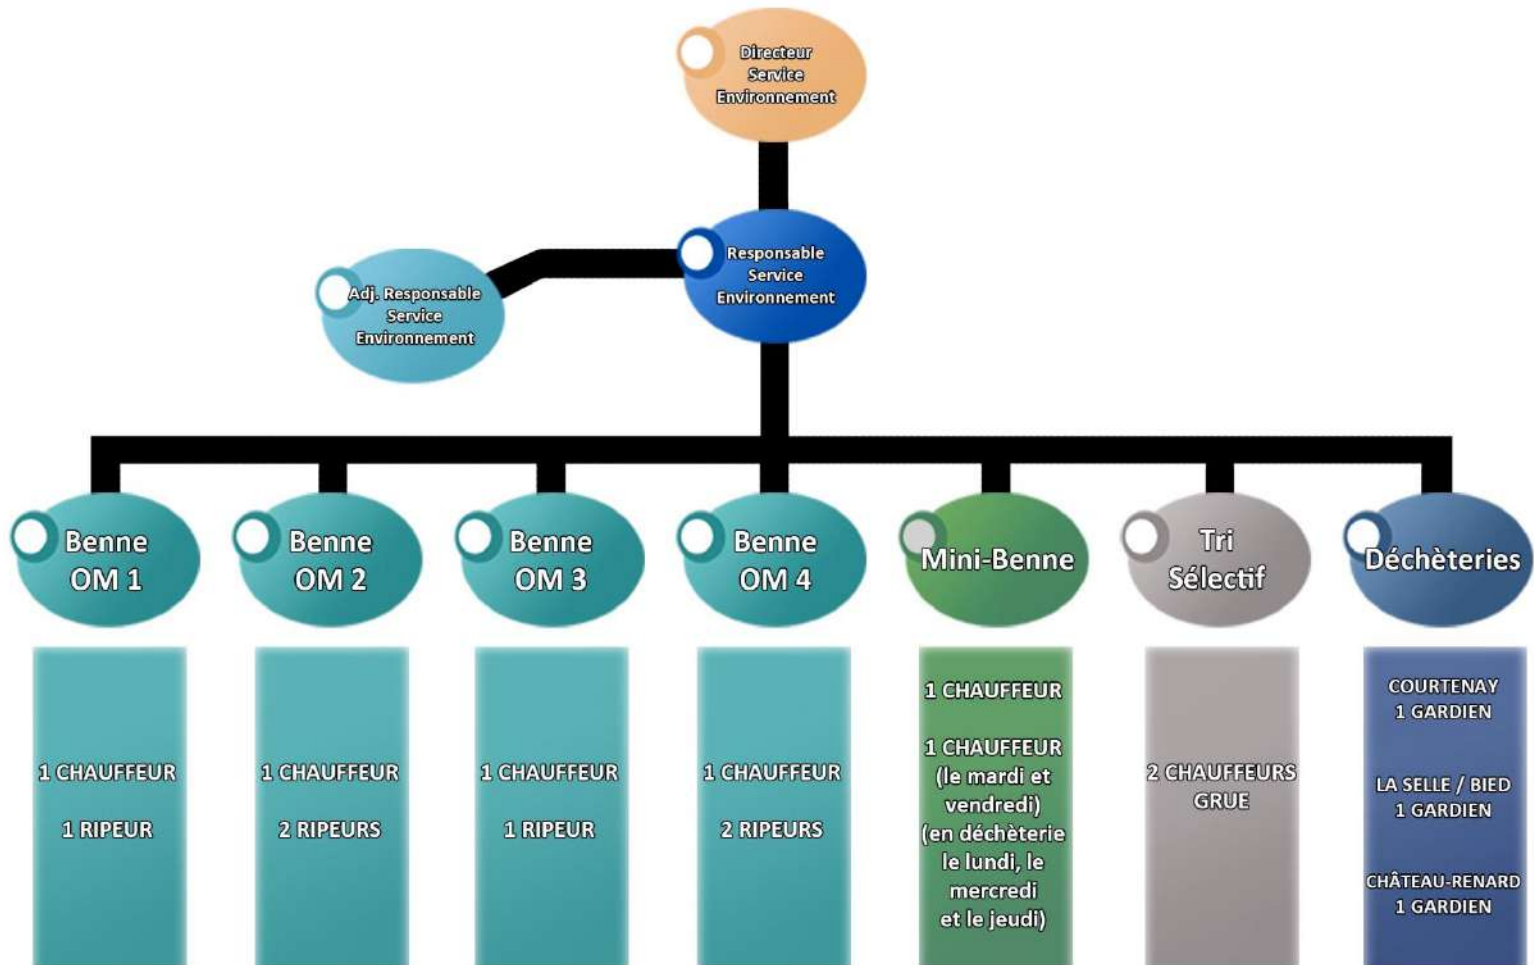 Directeur
Service
Environnement
Responsable
Service
Environnement
Adj. Responsable
Service
Environnement
Benne
OM 1
Benne
OM 2
Benne
OM 3
Benne
OM 4
Mini-Benne
Tri
Sélectif
Déchèteries
1 CHAUFFEUR
1 RIPEUR
1 CHAUFFEUR
2 RIPEURS
1 CHAUFFEUR
1 RIPEUR
1 CHAUFFEUR
2 RIPEURS
1 CHAUFFEUR
1 CHAUFFEUR
(le mardi et
vendredi)
(en déchèterie
le lundi, le
mercredi
et le jeudi)
2 CHAUFFEURS
GRUE
COURTENAY
1 GARDIEN
LA SELLE / BIED
1 GARDIEN
CHÂTEAU-RENARD
1 GARDIEN